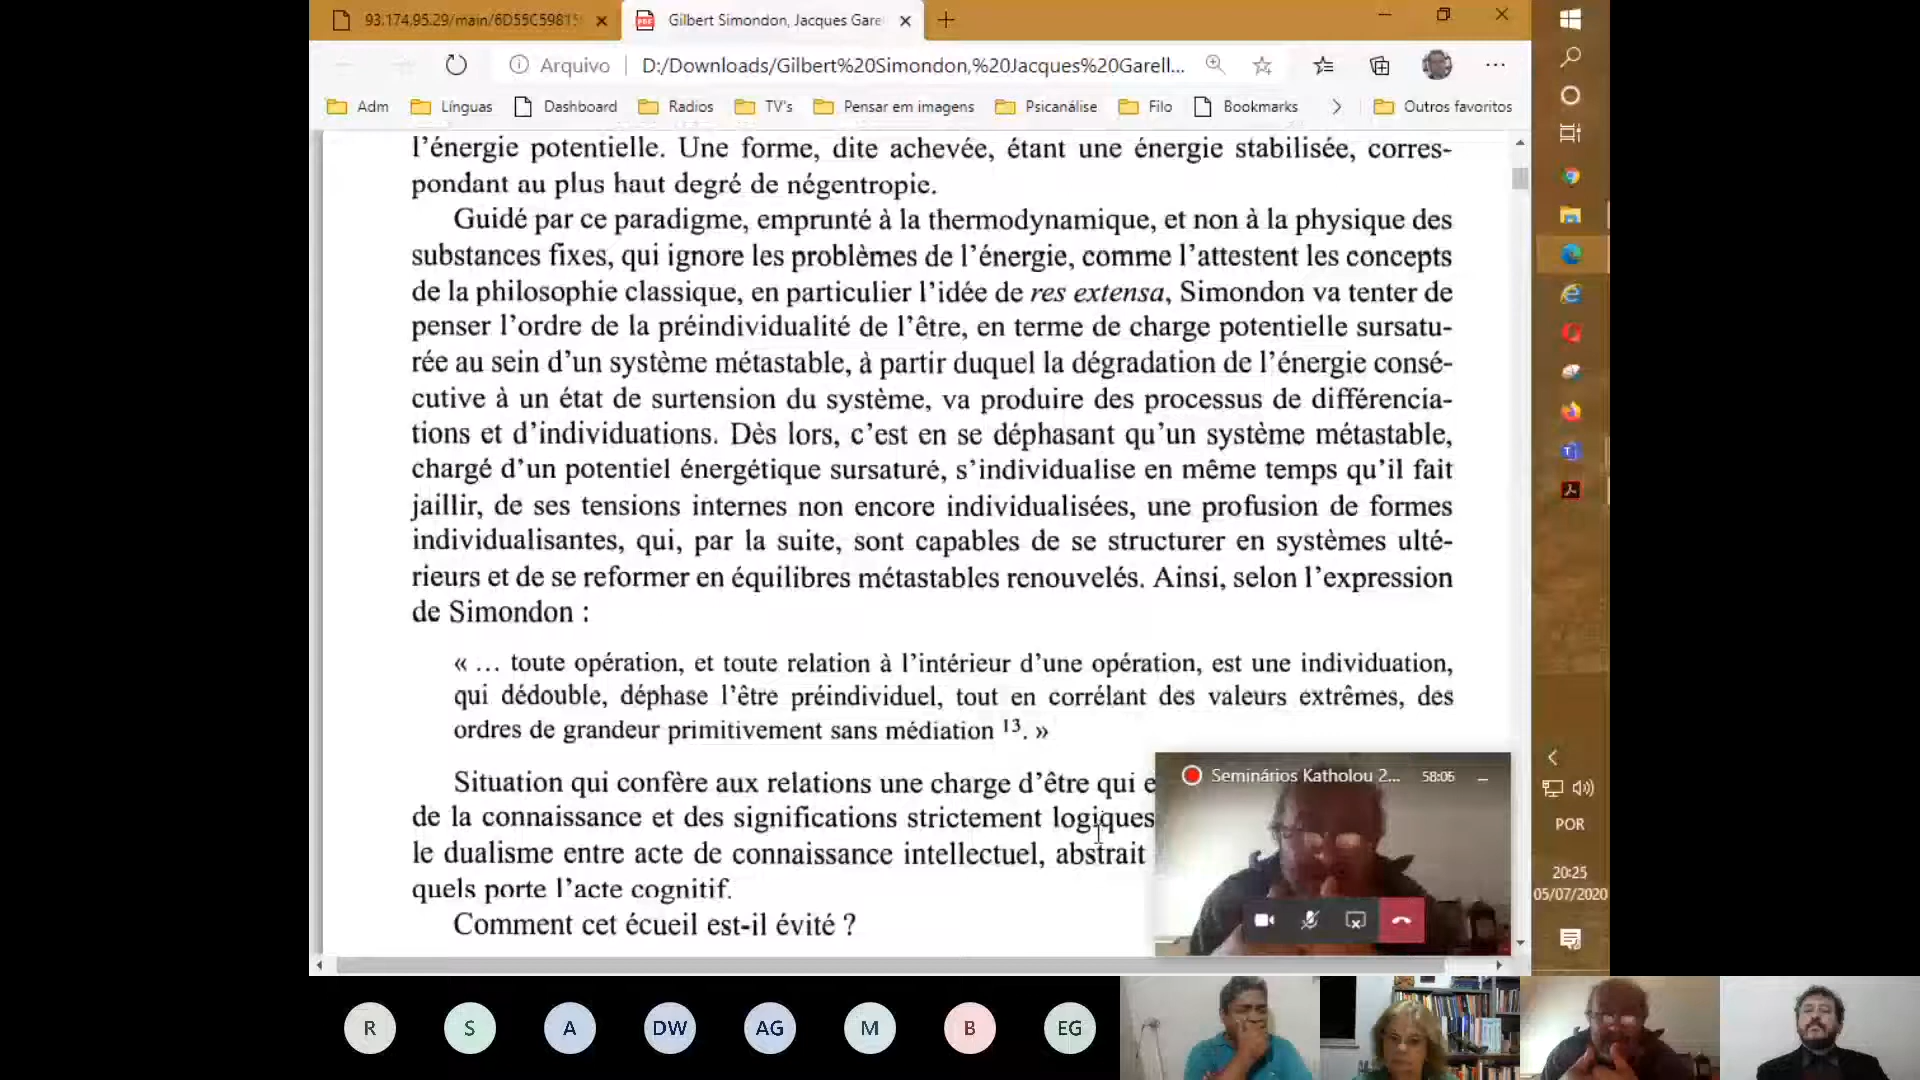 93.174.95.29/main/6D55C5981
Gilbert Simondon, Jacques Gare
Arquivo
D:/Downloads/Gilbert%20Simondon,%20Jacques%20Garell...
Adm
Línguas
Dashboard
Radios
TV's
Pensar em imagens
Psicanálise
Filo
Bookmarks
Outros favoritos
l'énergie potentielle. Une forme, dite achevée, étant une énergie stabilisée, corres-
pondant au plus haut degré de négentropie.
Guidé par ce paradigme, emprunté à la thermodynamique, et non à la physique des
substances fixes, qui ignore les problèmes de l'énergie, comme l'attestent les concepts
de la philosophie classique, en particulier l'idée de res extensa, Simondon va tenter de
penser l'ordre de la préindividualité de l'être, en terme de charge potentielle sursatu-
rée au sein d'un système métastable, à partir duquel la dégradation de l'énergie consé-
cutive à un état de surtension du système, va produire des processus de différencia-
tions et d'individuations. Dès lors, c'est en se déphasant qu'un système métastable,
chargé d'un potentiel énergétique sursaturé, s'individualise en même temps qu'il fait
jaillir, de ses tensions internes non encore individualisées, une profusion de formes
individualisantes, qui, par la suite, sont capables de se structurer en systèmes ulté-
rieurs et de se reformer en équilibres métastables renouvelés. Ainsi, selon l'expression
de Simondon :
« … toute opération, et toute relation à l'intérieur d'une opération, est une individuation,
qui dédouble, déphase l'être préindividuel, tout en corrélant des valeurs extrêmes, des
ordres de grandeur primitivement sans médiation 13. »
Situation qui confère aux relations une charge d'être qui e
de la connaissance et des significations strictement logiques
le dualisme entre acte de connaissance intellectuel, abstrait
quels porte l'acte cognitif.
Comment cet écueil est-il évité ?
Seminários Katholou 2...
58:05
POR
20:25
05/07/2020
R
S
A
DW
AG
M
B
EG